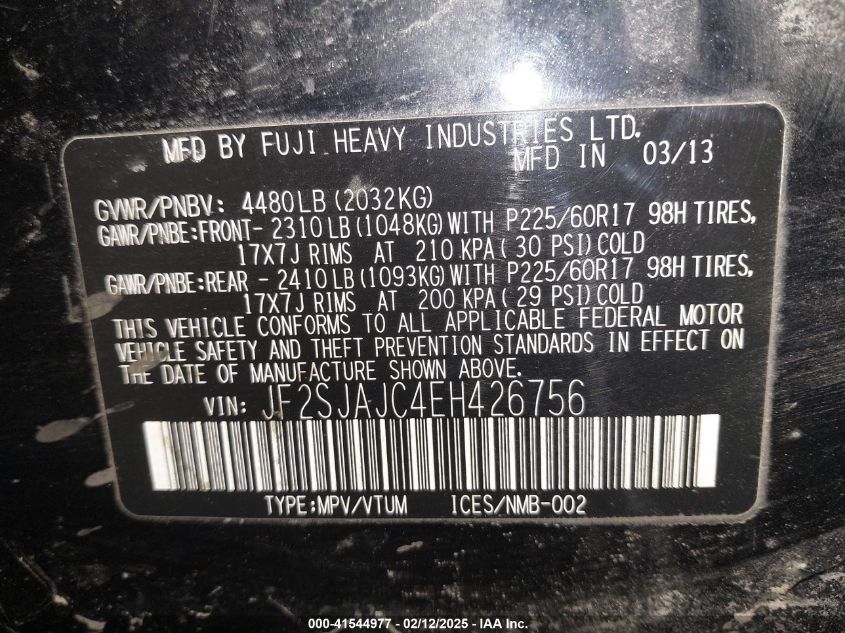 MFD BY FUJI HEAVY INDUSTRIES LTD.
MFD IN 03/13
GVWR/PNBV: 4480LB (2032KG)
GAWR/PNBE:FRONT- 2310LB (1048KG) WITH P225/60R17 98H TIRES,
17X7J RIMS AT 210 KPA ( 30 PSI) COLD
GAWR/PNBE:REAR - 2410LB (1093KG) WITH P225/60R17 98H TIRES,
17X7J RIMS AT 200 KPA ( 29 PSI) COLD
THIS VEHICLE CONFORMS TO ALL APPLICABLE FEDERAL MOTOR
VEHICLE SAFETY AND THEFT PREVENTION STANDARDS IN EFFECT ON
THE DATE OF MANUFACTURE SHOWN ABOVE.
VIN: JF2SJAJC4EH426756
TYPE:MPV/VTUM ICES/NMB-002
000-41544977 - 02/12/2025 - IAA, Inc.